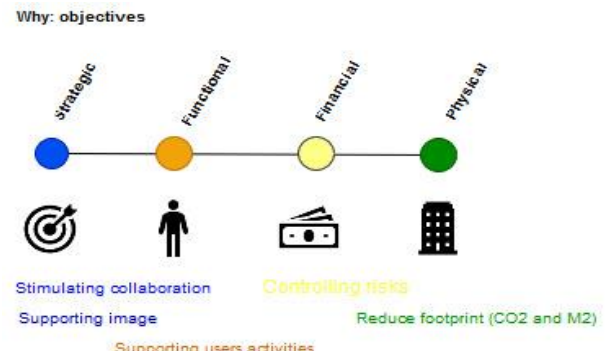 Why: objectives
Strategic
Functional
Financial
Physical
Stimulating collaboration
Controlling risks
Supporting image
Reduce footprint (CO2 and M2)
Supporting users activities